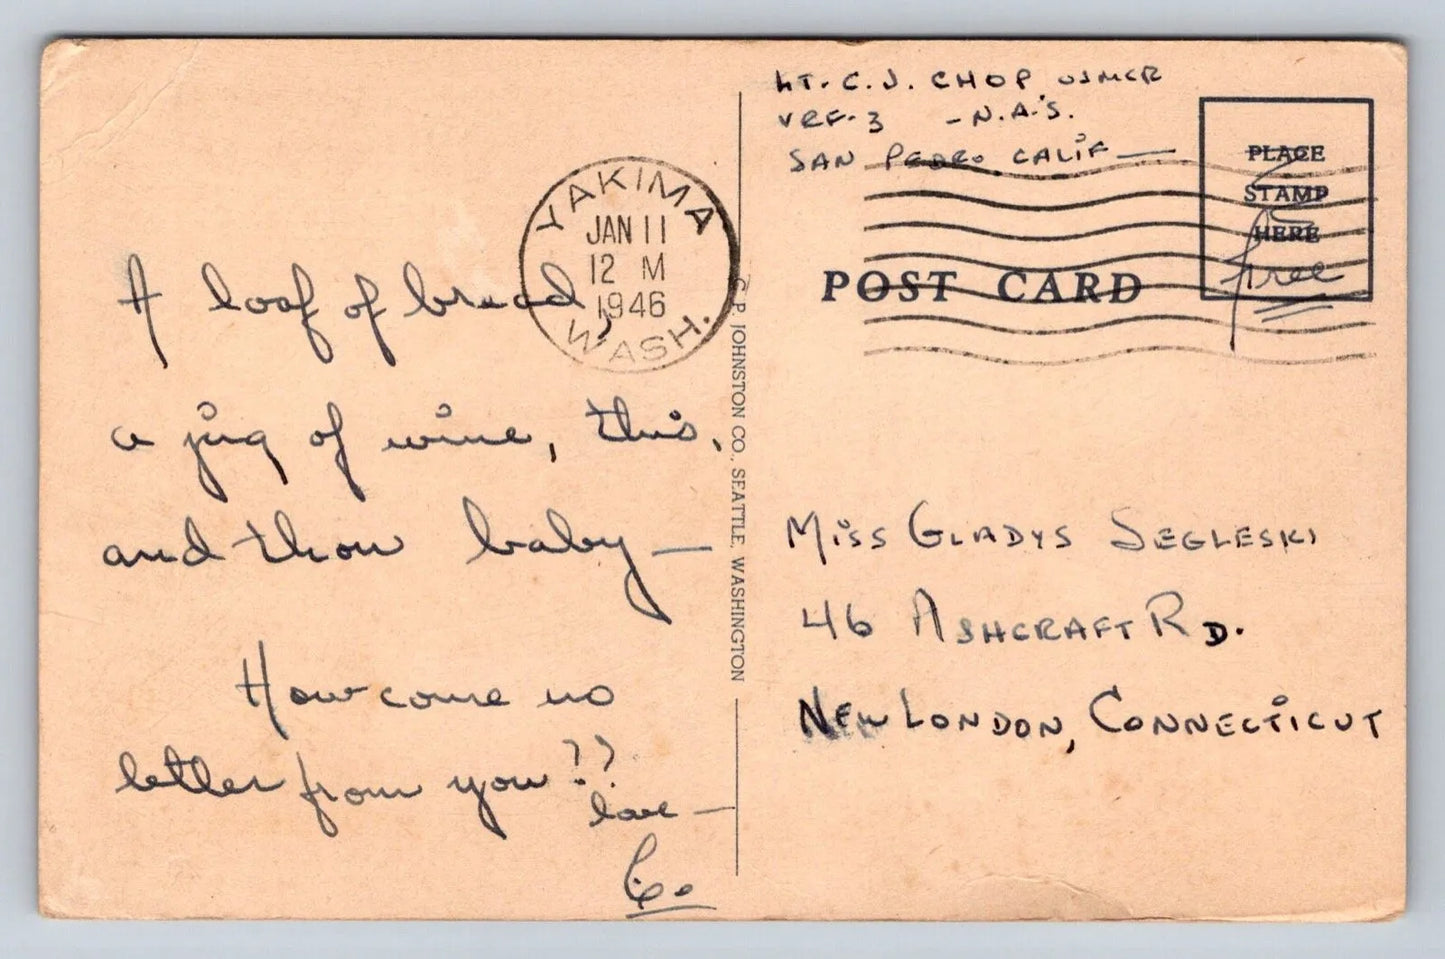 A loaf of bread,
a jug of wine, this,
and thou baby —
How come no
letter from you??
love —
YAKIMA
JAN 11
12 M
1946
WASH.
C. P. JOHNSTON CO., SEATTLE, WASHINGTON
LT. C. J. CHOP USMCR
VRF-3 - N.A.S.
SAN PEDRO CALIF —
PLACE
STAMP
HERE
Free
POST CARD
MISS GLADYS SEGLESKI
46 ASHCRAFT RD.
NEW LONDON, CONNECTICUT